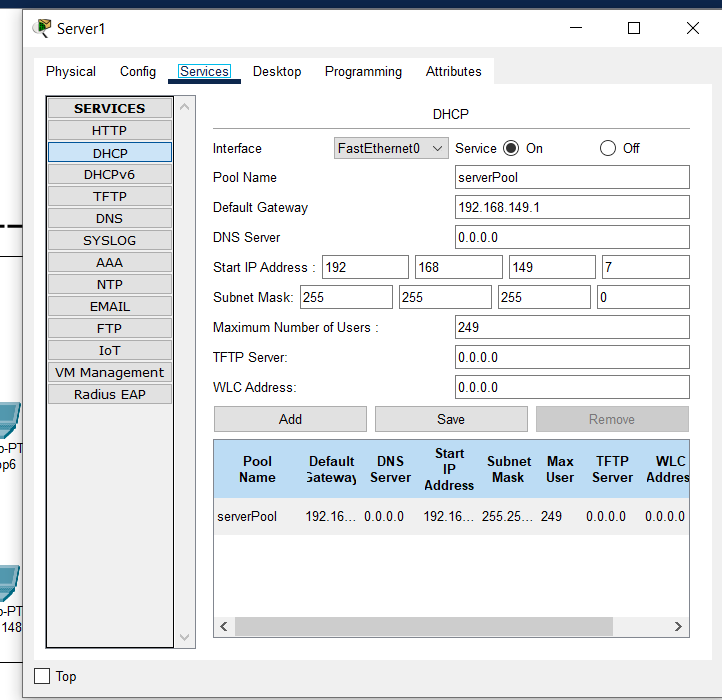 Server1
Physical Config Services Desktop Programming Attributes
SERVICES
HTTP
DHCP
DHCPv6
TFTP
DNS
SYSLOG
AAA
NTP
EMAIL
FTP
IoT
VM Management
Radius EAP
DHCP
Interface FastEthernet0 Service On Off
Pool Name serverPool
Default Gateway 192.168.149.1
DNS Server 0.0.0.0
Start IP Address : 192 168 149 7
Subnet Mask: 255 255 255 0
Maximum Number of Users : 249
TFTP Server: 0.0.0.0
WLC Address: 0.0.0.0
Add Save Remove
Pool Name Default Gateway DNS Server Start IP Address Subnet Mask Max User TFTP Server WLC Addres
serverPool 192.16... 0.0.0.0 192.16... 255.25... 249 0.0.0.0 0.0.0.0
o-PT
op6
o-PT
148
Top